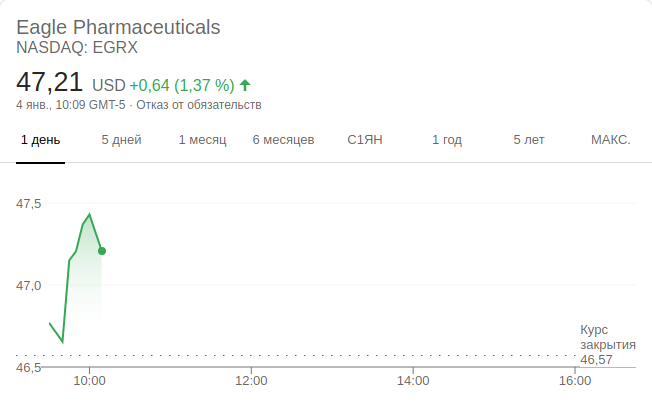 Eagle Pharmaceuticals
NASDAQ: EGRX
47,21 USD +0,64 (1,37 %)
4 янв., 10:09 GMT-5 · Отказ от обязательств
1 день 5 дней 1 месяц 6 месяцев С1ЯН 1 год 5 лет МАКС.
47,5
47,0
Курс
закрытия
46,57
46,5
10:00 12:00 14:00 16:00